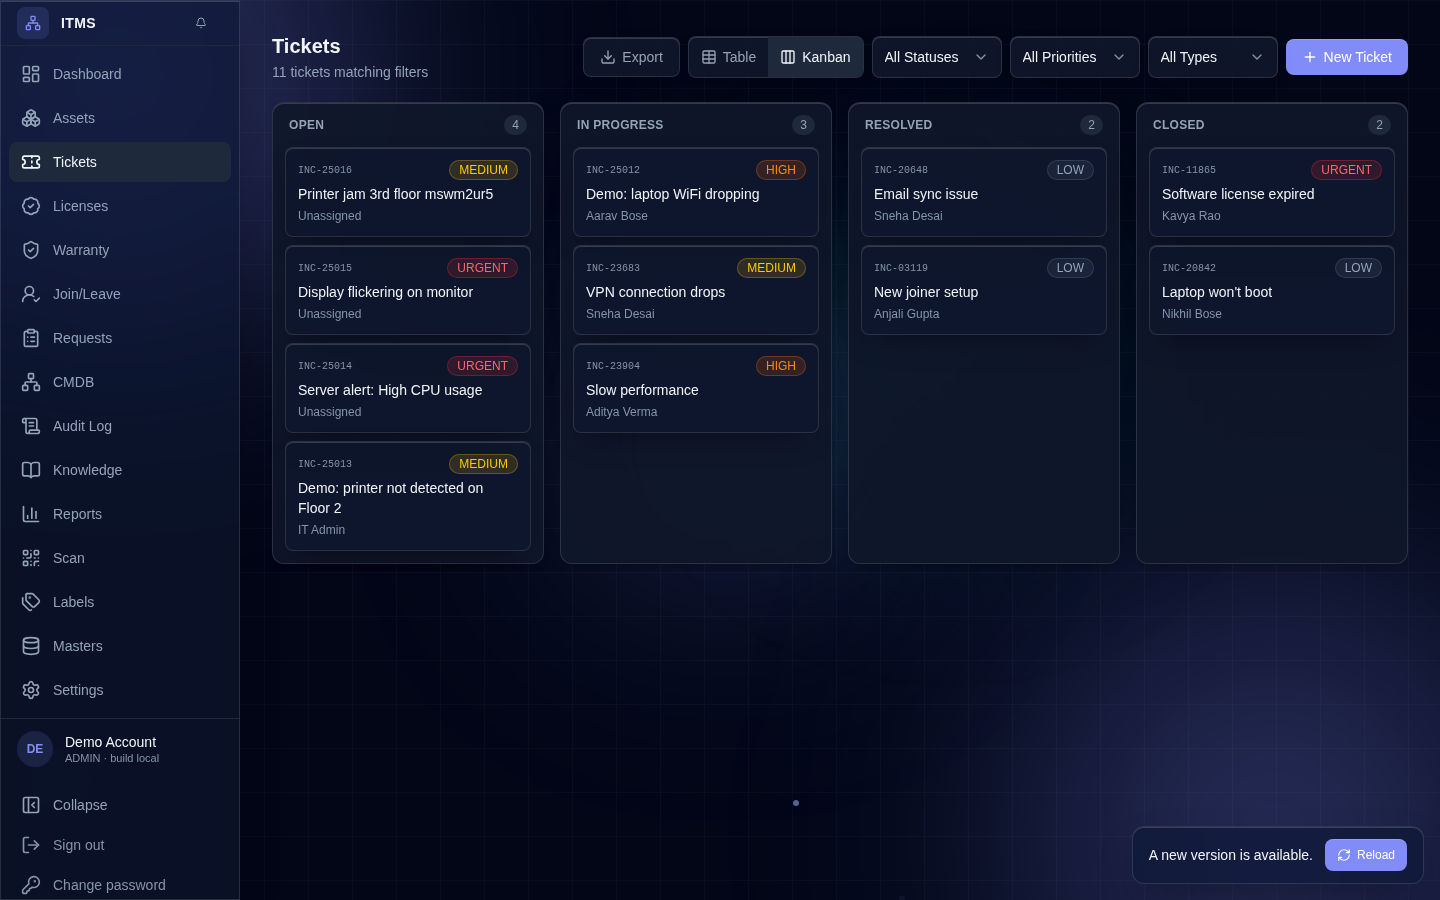 ITMS
Dashboard
Assets
Tickets
Licenses
Warranty
Join/Leave
Requests
CMDB
Audit Log
Knowledge
Reports
Scan
Labels
Masters
Settings
DE
Demo Account
ADMIN · build local
Collapse
Sign out
Change password
Tickets
11 tickets matching filters
Export
Table
Kanban
All Statuses
All Priorities
All Types
New Ticket
OPEN 4
INC-25016 MEDIUM
Printer jam 3rd floor mswm2ur5
Unassigned
INC-25015 URGENT
Display flickering on monitor
Unassigned
INC-25014 URGENT
Server alert: High CPU usage
Unassigned
INC-25013 MEDIUM
Demo: printer not detected on
Floor 2
IT Admin
IN PROGRESS 3
INC-25012 HIGH
Demo: laptop WiFi dropping
Aarav Bose
INC-23683 MEDIUM
VPN connection drops
Sneha Desai
INC-23904 HIGH
Slow performance
Aditya Verma
RESOLVED 2
INC-20648 LOW
Email sync issue
Sneha Desai
INC-03119 LOW
New joiner setup
Anjali Gupta
CLOSED 2
INC-11865 URGENT
Software license expired
Kavya Rao
INC-20842 LOW
Laptop won't boot
Nikhil Bose
A new version is available.
Reload